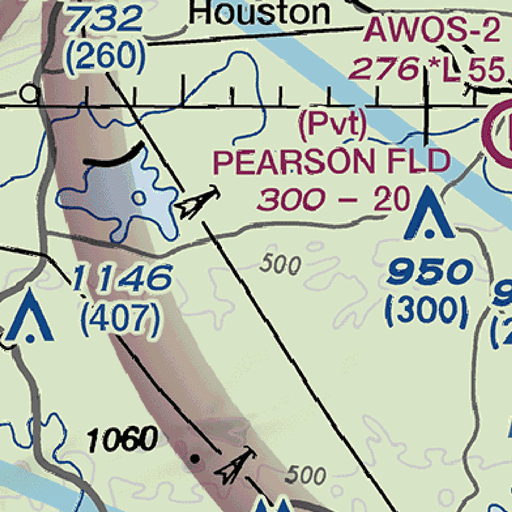 Houston
732
(260)
AWOS-2
276 *L 55
(Pvt)
PEARSON FLD
300 - 20
500
1146
(407)
950
(300)
1060
500